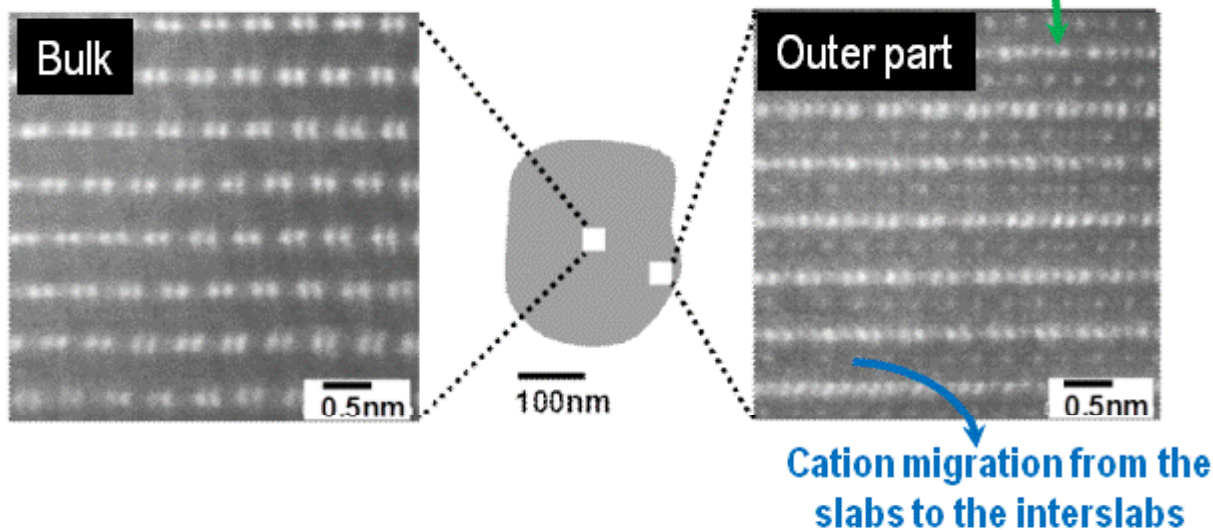 Bulk
Outer part
0.5nm
100nm
0.5nm
Cation migration from the
slabs to the interslabs